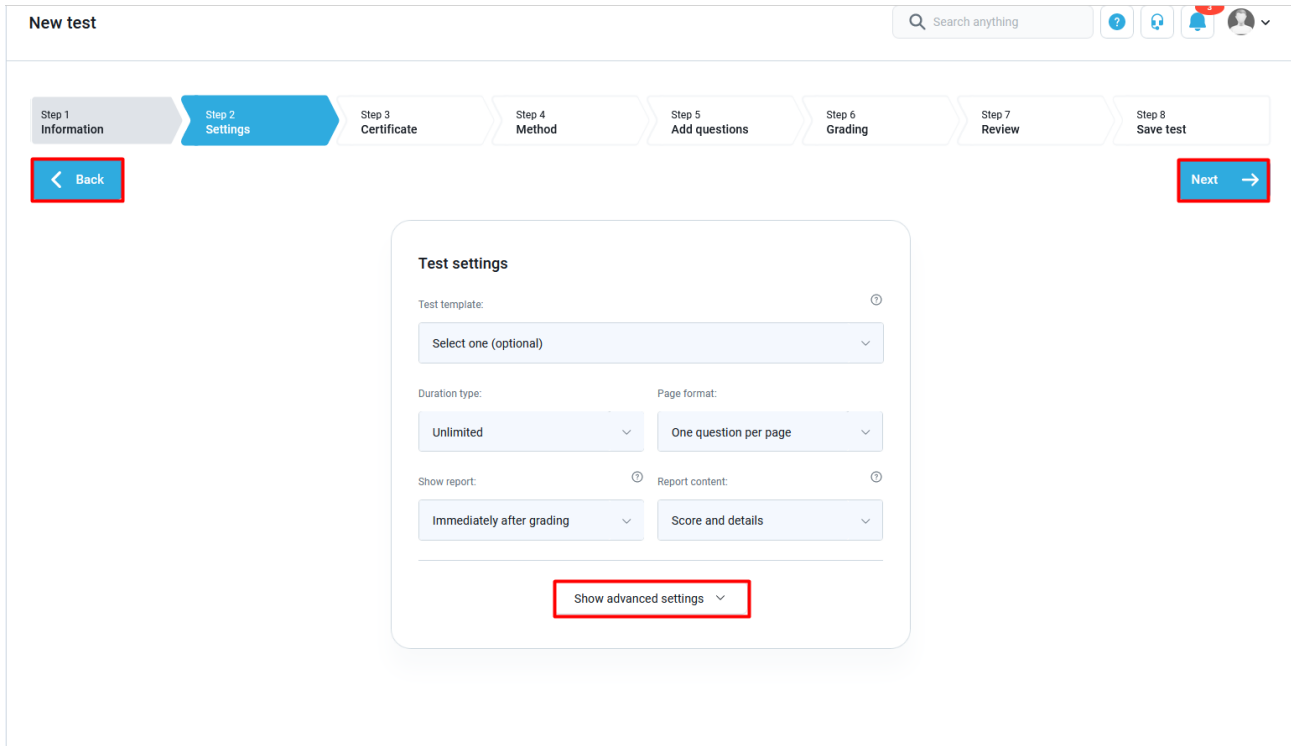 New test
Search anything
?
3
Step 1
Information
Step 2
Settings
Step 3
Certificate
Step 4
Method
Step 5
Add questions
Step 6
Grading
Step 7
Review
Step 8
Save test
Back
Next
Test settings
Test template:
?
Select one (optional)
Duration type:
Page format:
Unlimited
One question per page
Show report:
?
Report content:
?
Immediately after grading
Score and details
Show advanced settings